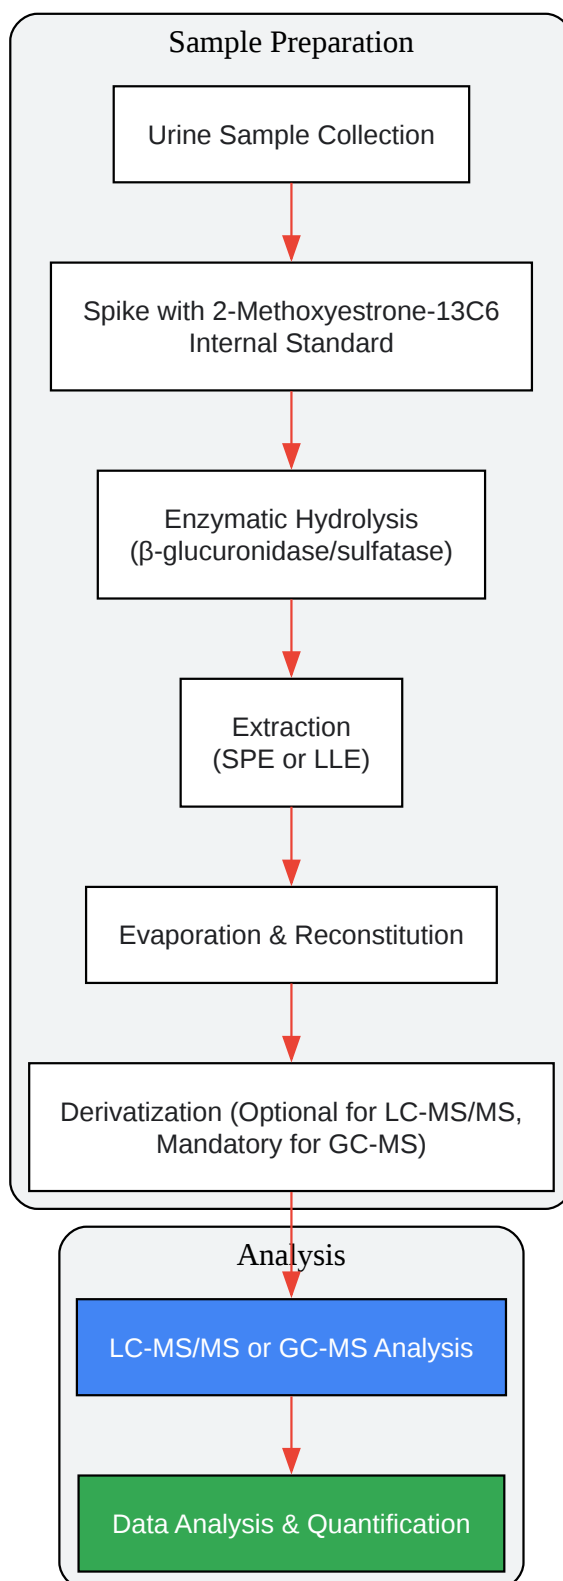 Sample Preparation
Urine Sample Collection
Spike with 2-Methoxyestrone-13C6
Internal Standard
Enzymatic Hydrolysis
(β-glucuronidase/sulfatase)
Extraction
(SPE or LLE)
Evaporation & Reconstitution
Derivatization (Optional for LC-MS/MS,
Mandatory for GC-MS)
Analysis
LC-MS/MS or GC-MS Analysis
Data Analysis & Quantification